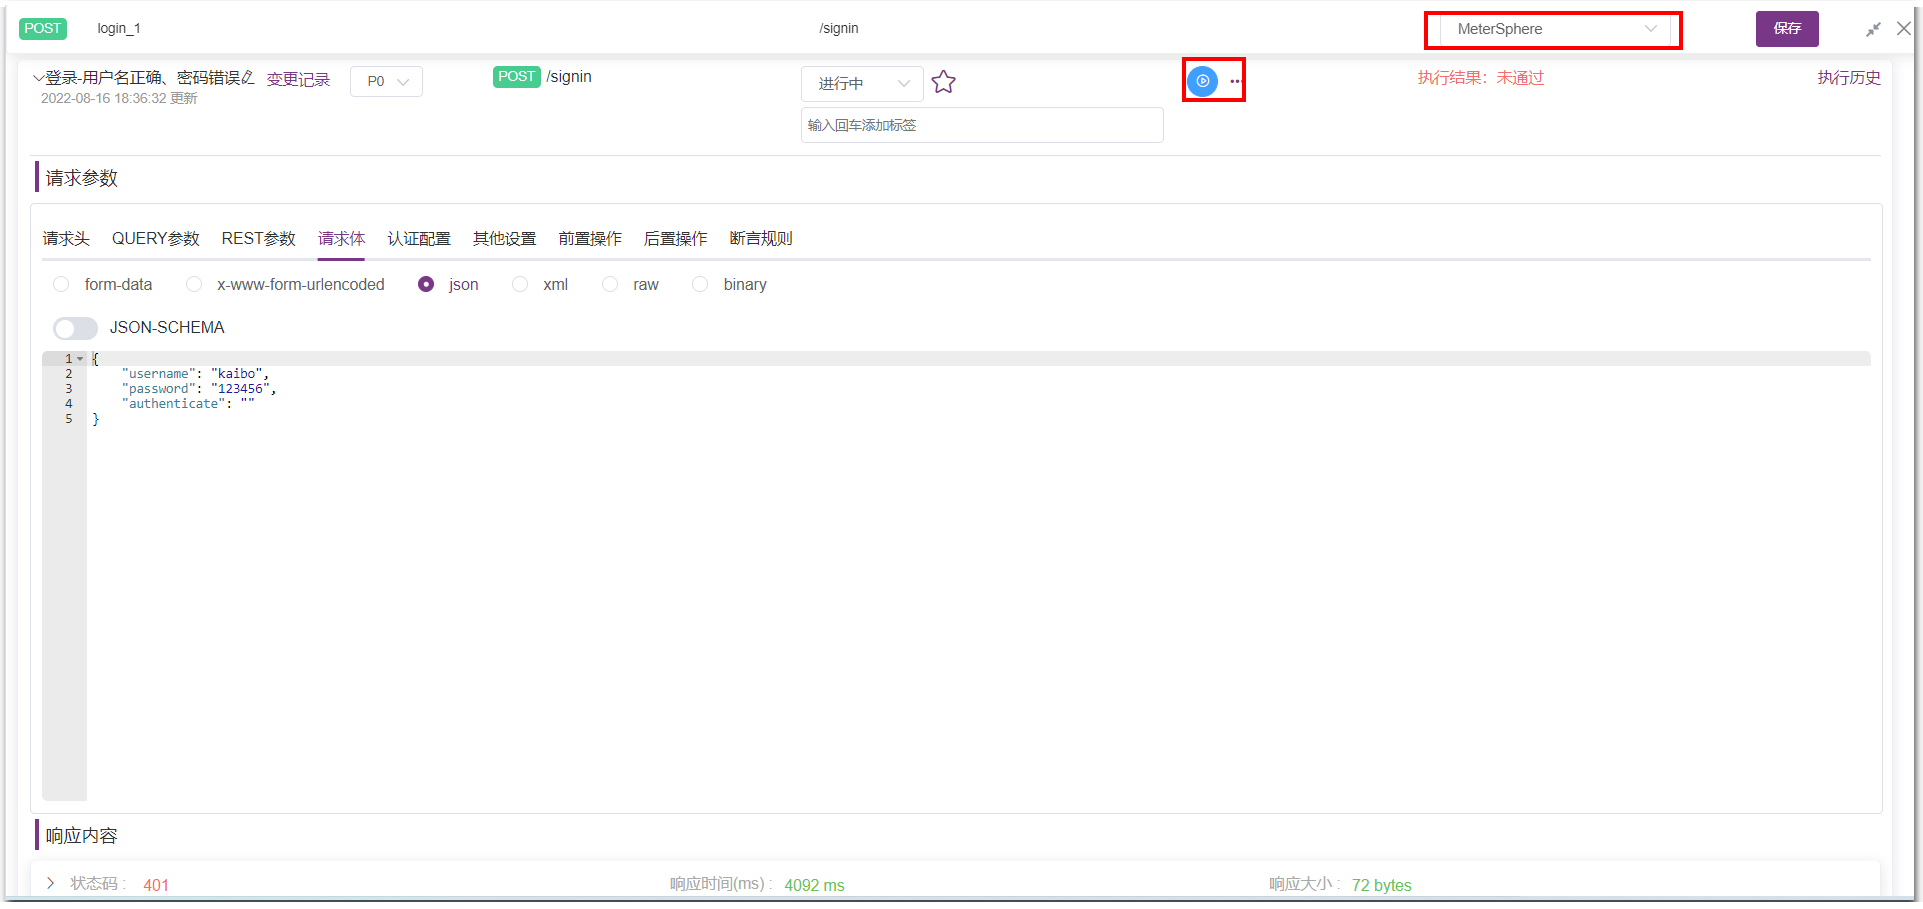 POST login_1 /signin MeterSphere 保存
登录-用户名正确、密码错误 变更记录 P0 POST /signin 进行中 执行结果：未通过 执行历史
2022-08-16 18:36:32 更新
输入回车添加标签
请求参数
请求头 QUERY参数 REST参数 请求体 认证配置 其他设置 前置操作 后置操作 断言规则
form-data x-www-form-urlencoded json xml raw binary
JSON-SCHEMA
1 {
2 "username": "kaibo",
3 "password": "123456",
4 "authenticate": ""
5 }
响应内容
状态码 : 401 响应时间(ms) : 4092 ms 响应大小 : 72 bytes